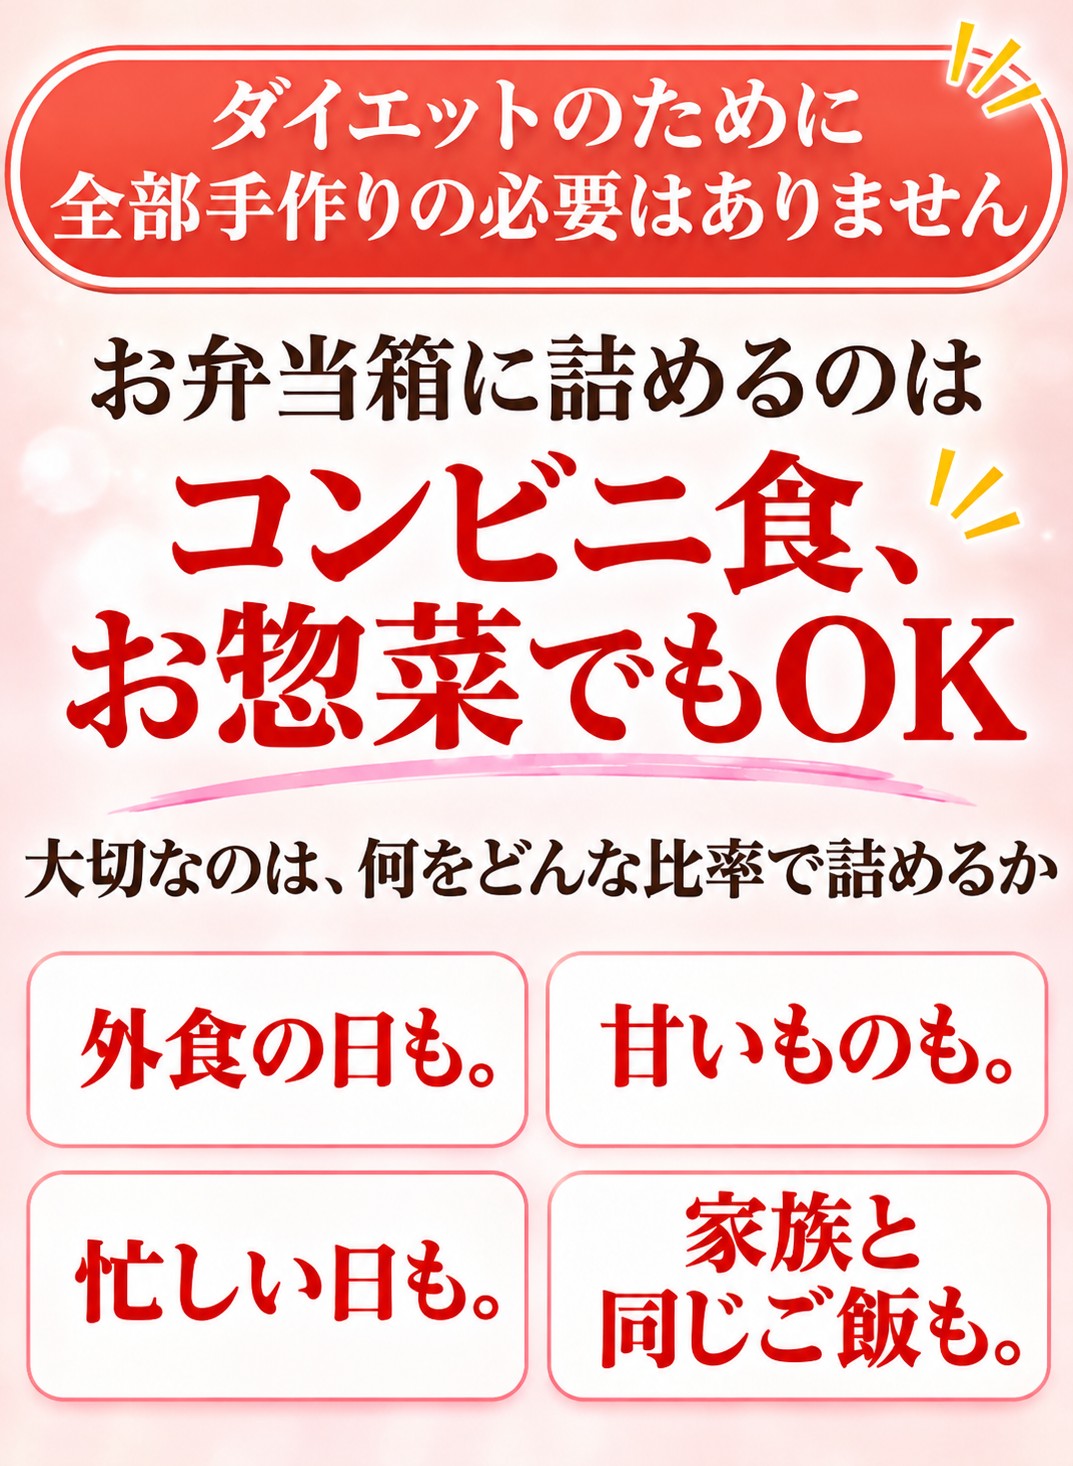 ダイエットのために
全部手作りの必要はありません
お弁当箱に詰めるのは
コンビニ食、
お惣菜でもOK
大切なのは、何をどんな比率で詰めるか
外食の日も。
甘いものも。
忙しい日も。
家族と
同じご飯も。